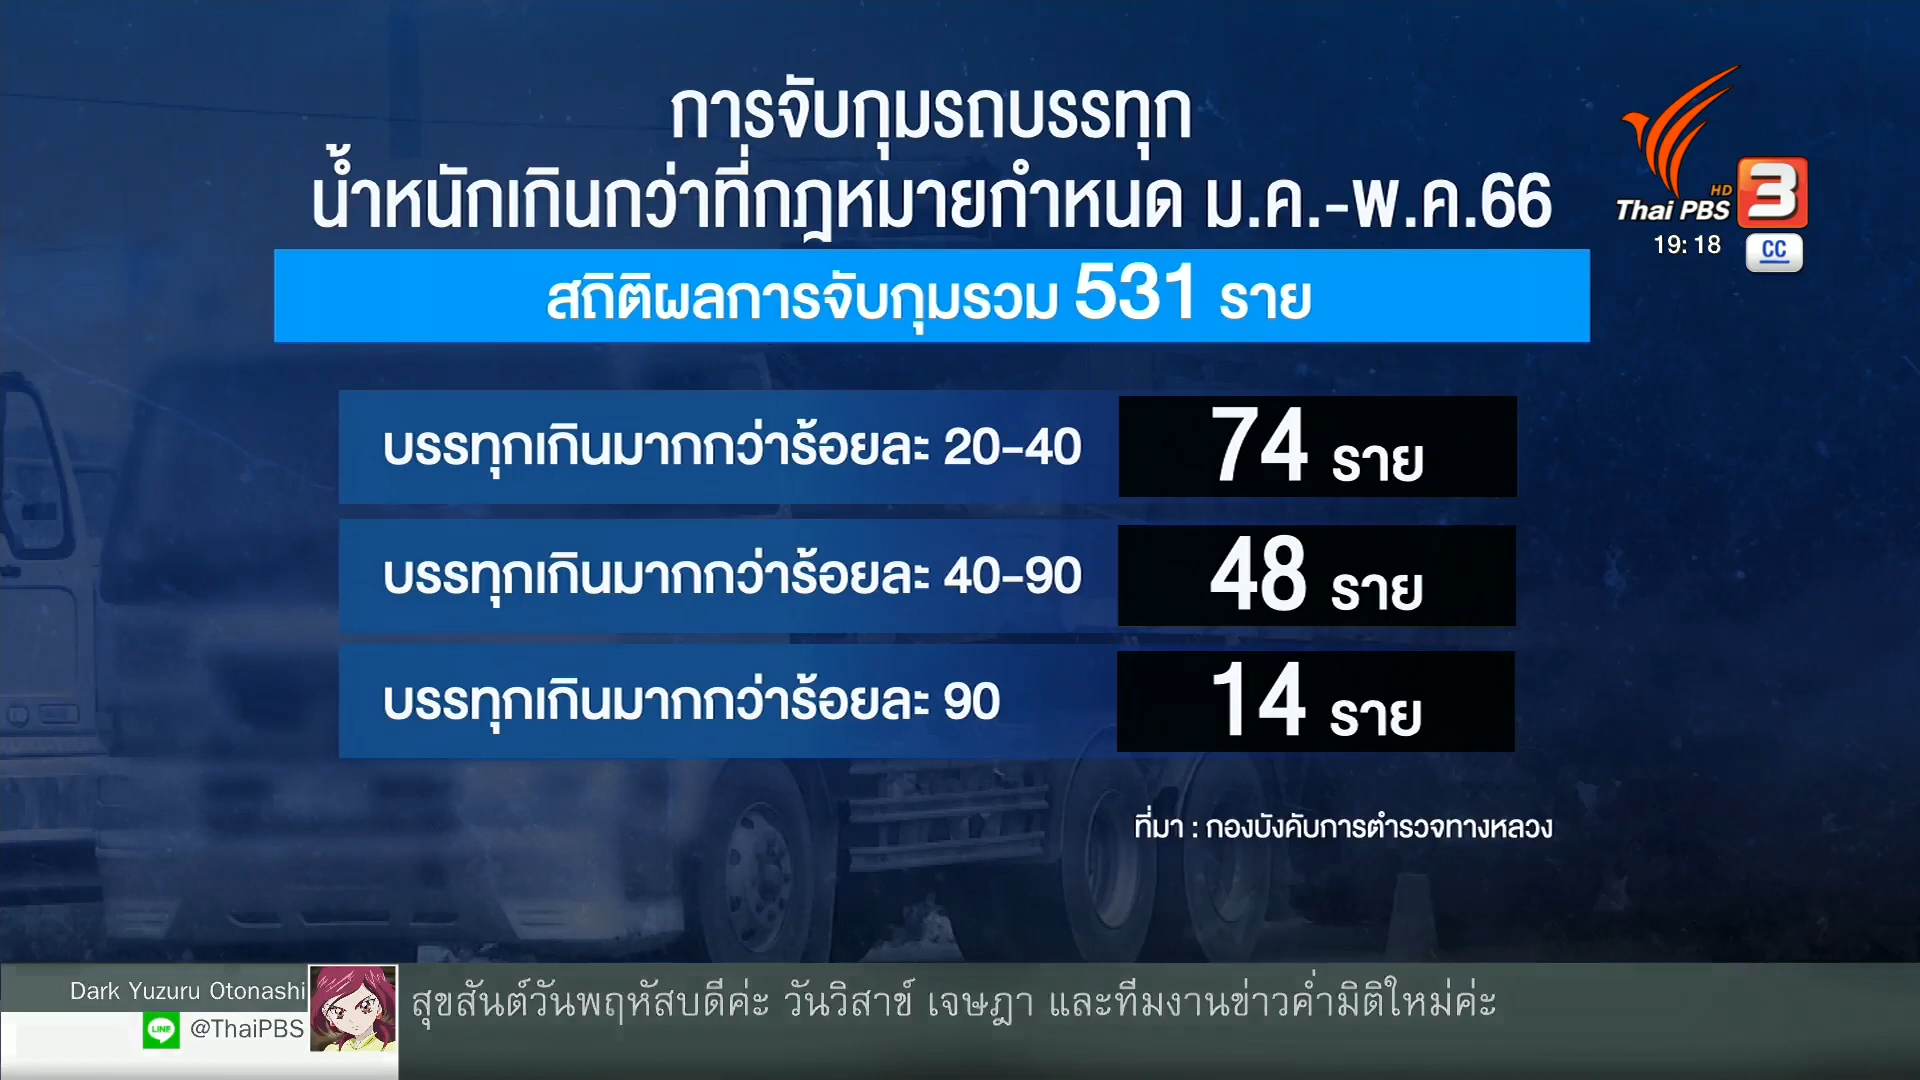 การจับกุมรถบรรทุก
น้ำหนักเกินกว่าที่กฎหมายกำหนด ม.ค.-พ.ค.66
สถิติผลการจับกุมรวม 531 ราย
บรรทุกเกินมากกว่าร้อยละ 20-40 74 ราย
บรรทุกเกินมากกว่าร้อยละ 40-90 48 ราย
บรรทุกเกินมากกว่าร้อยละ 90 14 ราย
ที่มา : กองบังคับการตำรวจทางหลวง
HD
Thai PBS 3
19:18 CC
Dark Yuzuru Otonashi
LINE @ThaiPBS
สุขสันต์วันพฤหัสบดีค่ะ วันวิสาข์ เจษฎา และทีมงานข่าวค่ำมิติใหม่ค่ะ